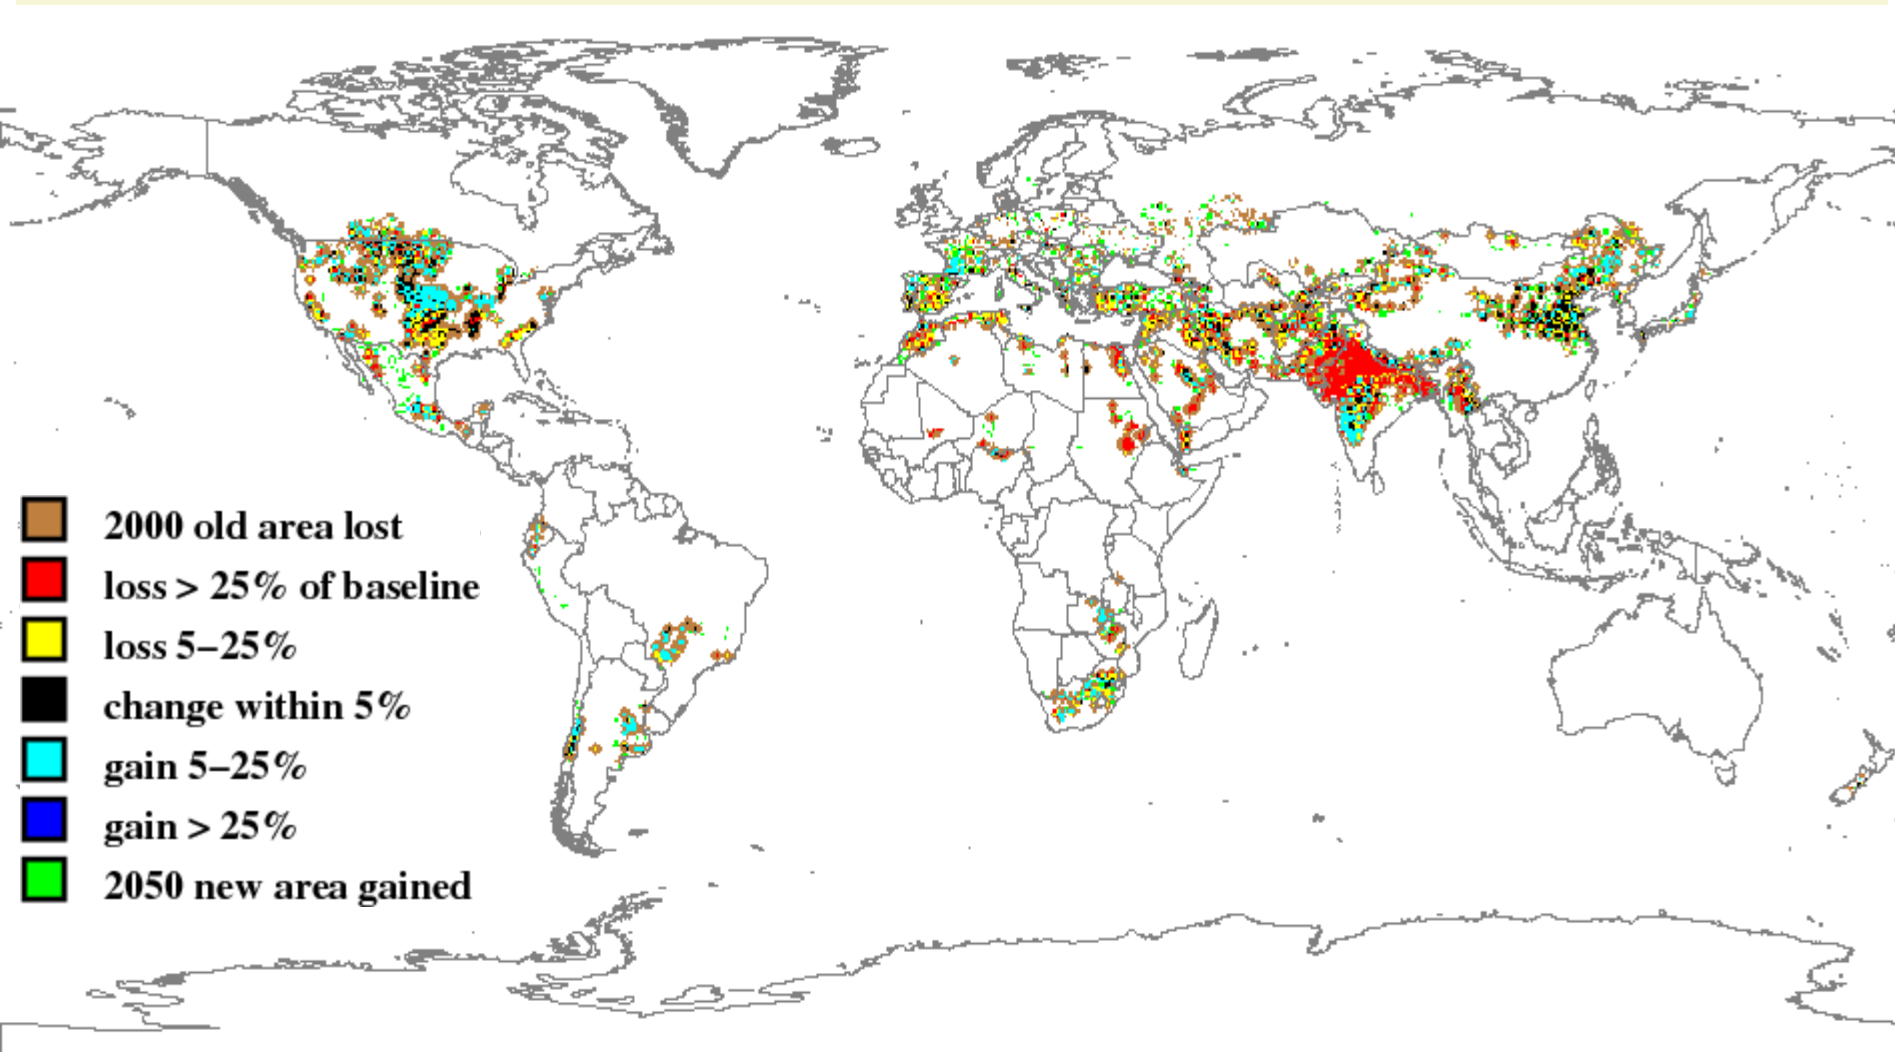 2000 old area lost
loss > 25% of baseline
loss 5–25%
change within 5%
gain 5–25%
gain > 25%
2050 new area gained